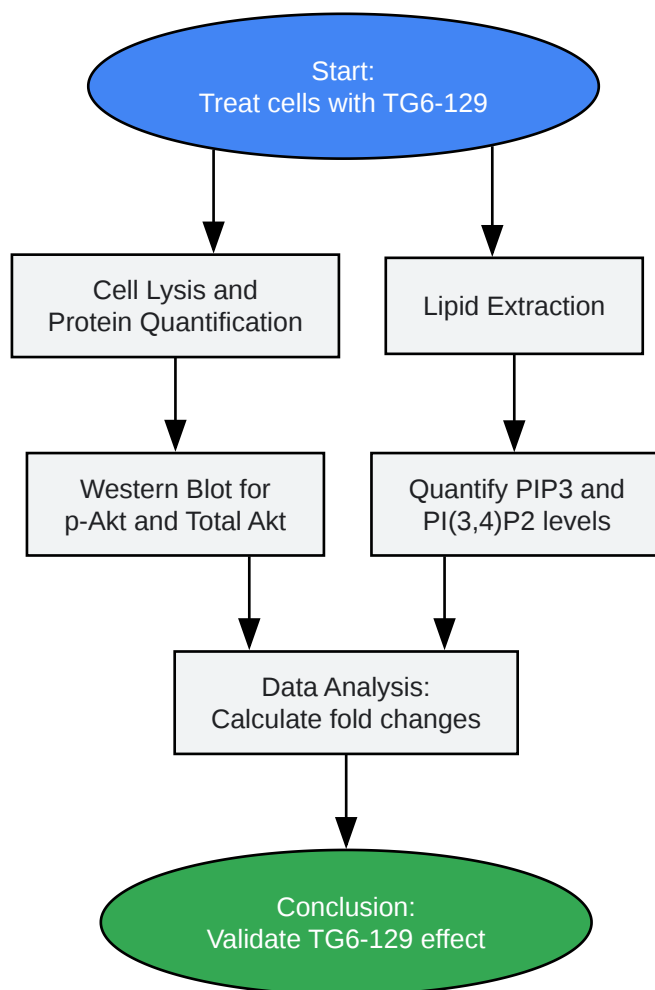 Start:
Treat cells with TG6-129
Cell Lysis and
Protein Quantification
Lipid Extraction
Western Blot for
p-Akt and Total Akt
Quantify PIP3 and
PI(3,4)P2 levels
Data Analysis:
Calculate fold changes
Conclusion:
Validate TG6-129 effect